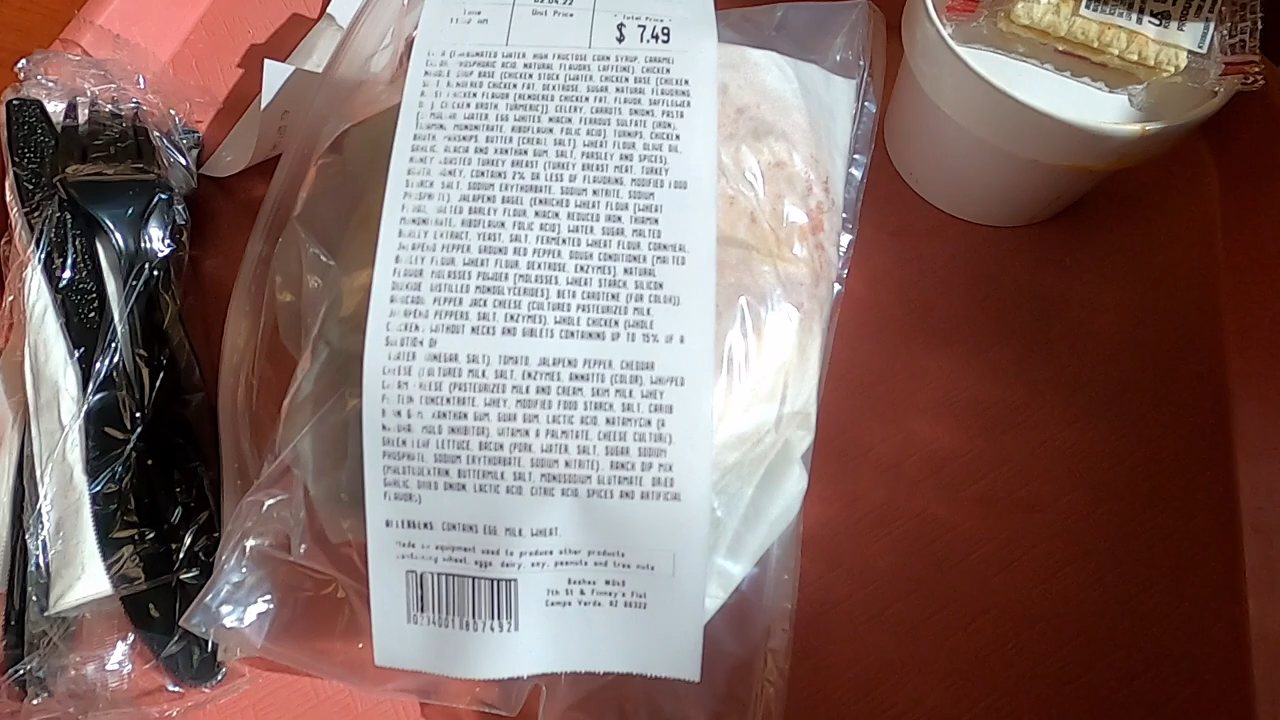 02.04.22
Time Unit Price Total Price
AM $ 7.49
WATER, HIGH FRUCTOSE CORN SYRUP, CARAMEL
PHOSPHORIC ACID, NATURAL FLAVORS, CAFFEINE), CHICKEN
NOODLE SOUP BASE (CHICKEN STOCK [WATER, CHICKEN BASE (CHICKEN,
RENDERED CHICKEN FAT, DEXTROSE, SUGAR, NATURAL FLAVORING
CHICKEN FLAVOR [RENDERED CHICKEN FAT, FLAVOR, SAFFLOWER
CHICKEN BROTH, TURMERIC]), CELERY, CARROTS, ONIONS, PASTA
WATER, EGG WHITES, NIACIN, FERROUS SULFATE (IRON),
MONONITRATE, RIBOFLAVIN, FOLIC ACID], TURNIPS, CHICKEN
BROTH, PARSNIPS, BUTTER [CREAM, SALT], WHEAT FLOUR, OLIVE OIL,
GARLIC, ACACIA AND XANTHAN GUM, SALT, PARSLEY AND SPICES),
HONEY ROASTED TURKEY BREAST (TURKEY BREAST MEAT, TURKEY
BROTH, HONEY, CONTAINS 2% OR LESS OF FLAVORING, MODIFIED FOOD
STARCH, SALT, SODIUM ERYTHORBATE, SODIUM NITRITE, SODIUM
PHOSPHATE), JALAPENO BAGEL (ENRICHED WHEAT FLOUR [WHEAT
FLOUR, MALTED BARLEY FLOUR, NIACIN, REDUCED IRON, THIAMIN
MONONITRATE, RIBOFLAVIN, FOLIC ACID], WATER, SUGAR, MALTED
BARLEY EXTRACT, YEAST, SALT, FERMENTED WHEAT FLOUR, CORNMEAL,
JALAPENO PEPPER, GROUND RED PEPPER, DOUGH CONDITIONER [MALTED
BARLEY FLOUR, WHEAT FLOUR, DEXTROSE, ENZYMES], NATURAL
FLAVOR, MOLASSES POWDER [MOLASSES, WHEAT STARCH, SILICON
DIOXIDE, DISTILLED MONOGLYCERIDES], BETA CAROTENE (FOR COLOR)),
AVOCADO, PEPPER JACK CHEESE (CULTURED PASTEURIZED MILK,
JALAPENO PEPPERS, SALT, ENZYMES), WHOLE CHICKEN (WHOLE
CHICKEN, WITHOUT NECKS AND GIBLETS CONTAINING UP TO 15% OF A
SOLUTION OF
WATER, VINEGAR, SALT), TOMATO, JALAPENO PEPPER, CHEDDAR
CHEESE (CULTURED MILK, SALT, ENZYMES, ANNATTO (COLOR), WHIPPED
CREAM CHEESE (PASTEURIZED MILK AND CREAM, SKIM MILK, WHEY
PROTEIN CONCENTRATE, WHEY, MODIFIED FOOD STARCH, SALT, CAROB
BEAN GUM, XANTHAN GUM, GUAR GUM, LACTIC ACID, NATAMYCIN (A
NATURAL MOLD INHIBITOR), VITAMIN A PALMITATE, CHEESE CULTURE),
GREEN LEAF LETTUCE, BACON (PORK, WATER, SALT, SUGAR, SODIUM
PHOSPHATE, SODIUM ERYTHORBATE, SODIUM NITRITE), RANCH DIP MIX
(MALTODEXTRIN, BUTTERMILK, SALT, MONOSODIUM GLUTAMATE, DRIED
GARLIC, DRIED ONION, LACTIC ACID, CITRIC ACID, SPICES AND ARTIFICIAL
FLAVORS)
ALLERGENS: CONTAINS EGG, MILK, WHEAT.
Made on equipment used to produce other products
containing wheat, eggs, dairy, soy, peanuts and tree nuts
Bashas' #049
7th St & Finney's Flat
Campo Verde, AZ 86322